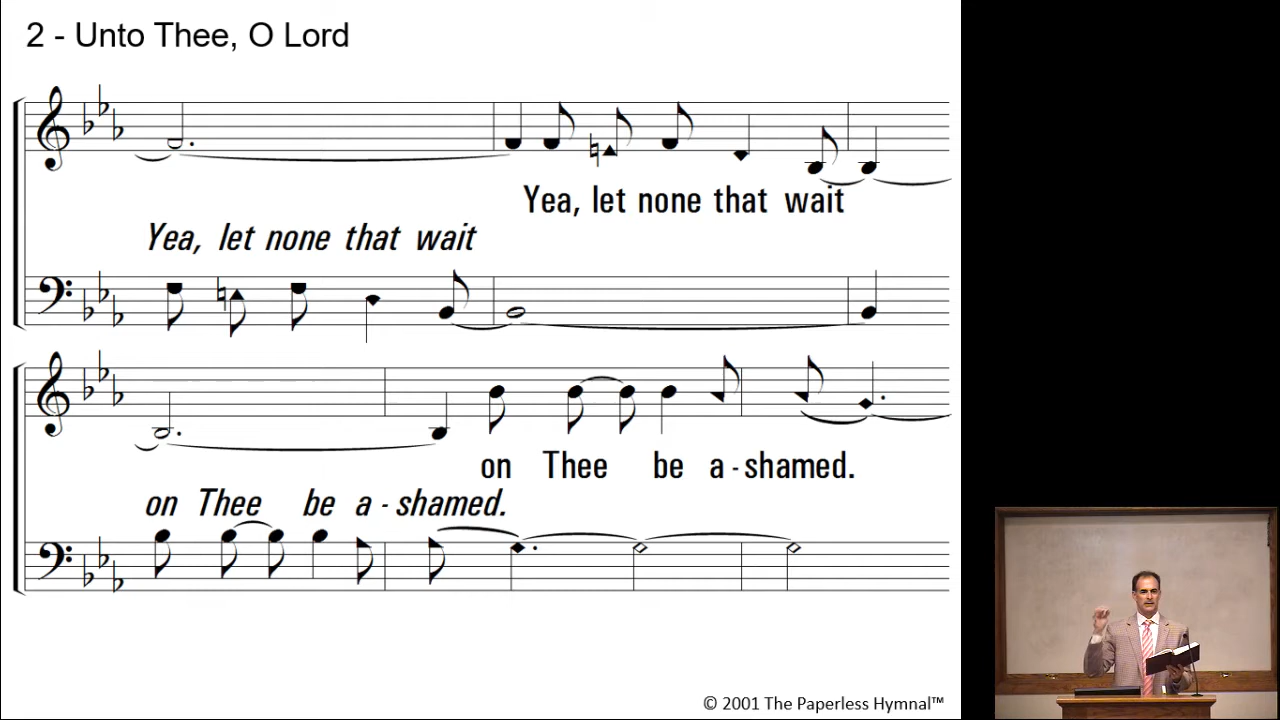 2 - Unto Thee, O Lord
Yea, let none that wait
Yea, let none that wait
on Thee be a - shamed.
on Thee be a - shamed.
© 2001 The Paperless Hymnal™